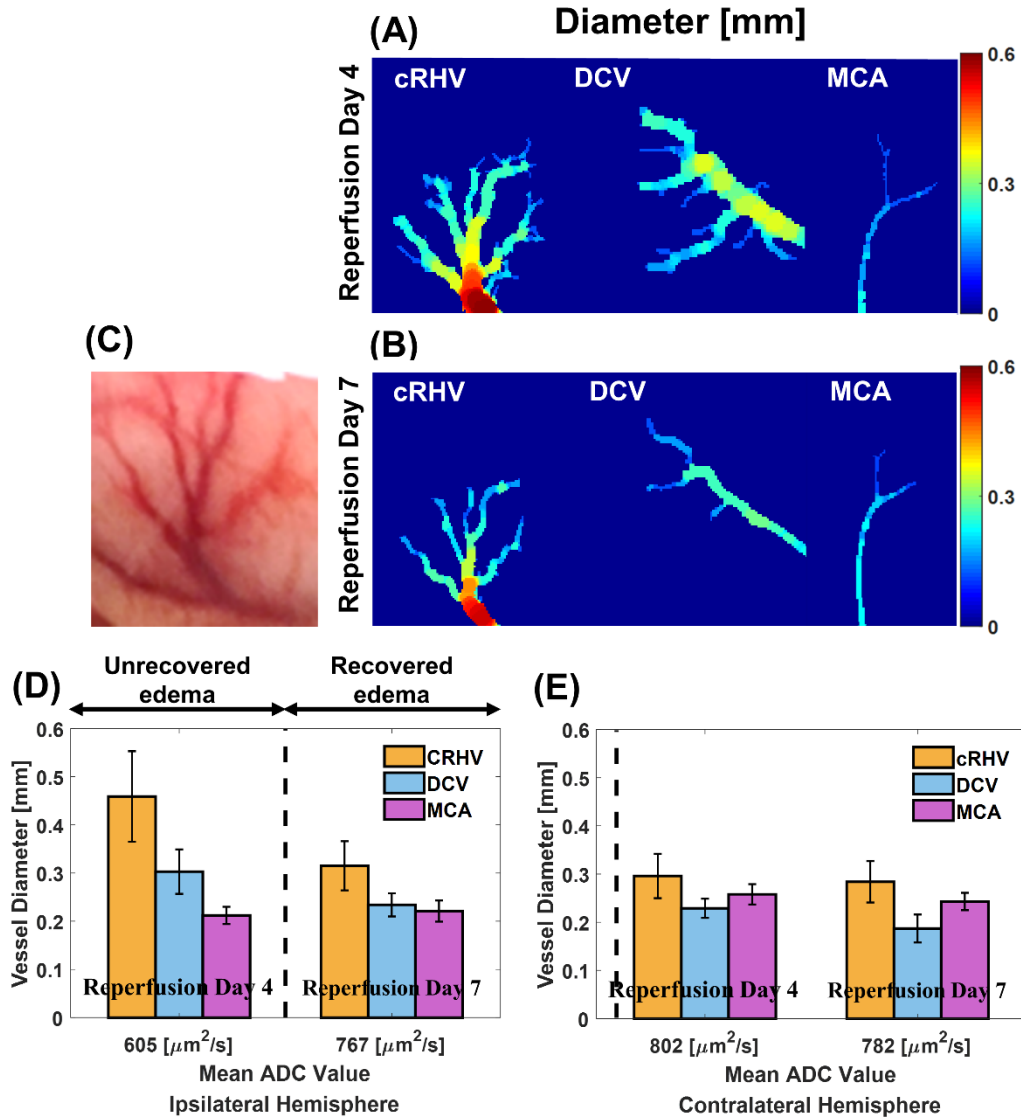 (A)
Diameter [mm]
Reperfusion Day 4
cRHV
DCV
MCA
0.6
0.3
0
(B)
Reperfusion Day 7
cRHV
DCV
MCA
0.6
0.3
0
(C)
(D)
Unrecovered
edema
Recovered
edema
Vessel Diameter [mm]
0.6
0.5
0.4
0.3
0.2
0.1
0
CRHV
DCV
MCA
Reperfusion Day 4
Reperfusion Day 7
605 [μm²/s]
767 [μm²/s]
Mean ADC Value
Ipsilateral Hemisphere
(E)
Vessel Diameter [mm]
0.6
0.5
0.4
0.3
0.2
0.1
0
cRHV
DCV
MCA
Reperfusion Day 4
Reperfusion Day 7
802 [μm²/s]
782 [μm²/s]
Mean ADC Value
Contralateral Hemisphere